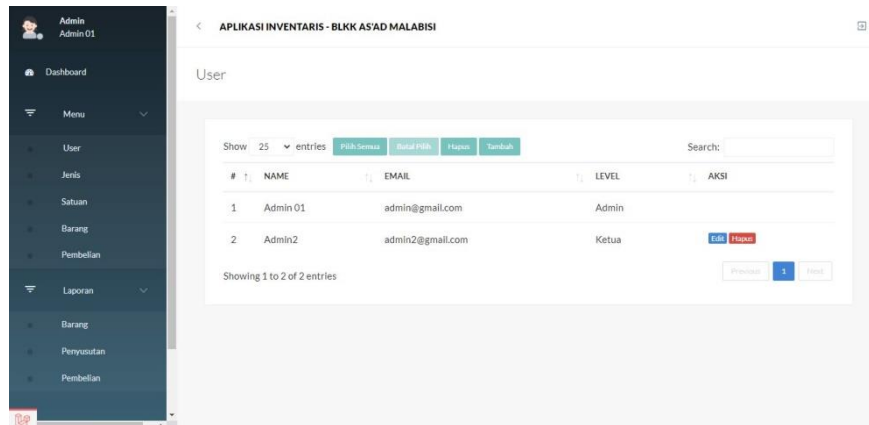 Admin
Admin 01
Dashboard
Menu
User
Jenis
Satuan
Barang
Pembelian
Laporan
Barang
Penyusutan
Pembelian
APLIKASI INVENTARIS - BLKK AS'AD MALABISI
User
Show 25 entries Pilih Semua Batal Pilih Hapus Tambah Search:
# NAME EMAIL LEVEL AKSI
1 Admin 01 admin@gmail.com Admin
2 Admin2 admin2@gmail.com Ketua Edit Hapus
Showing 1 to 2 of 2 entries Previous 1 Next